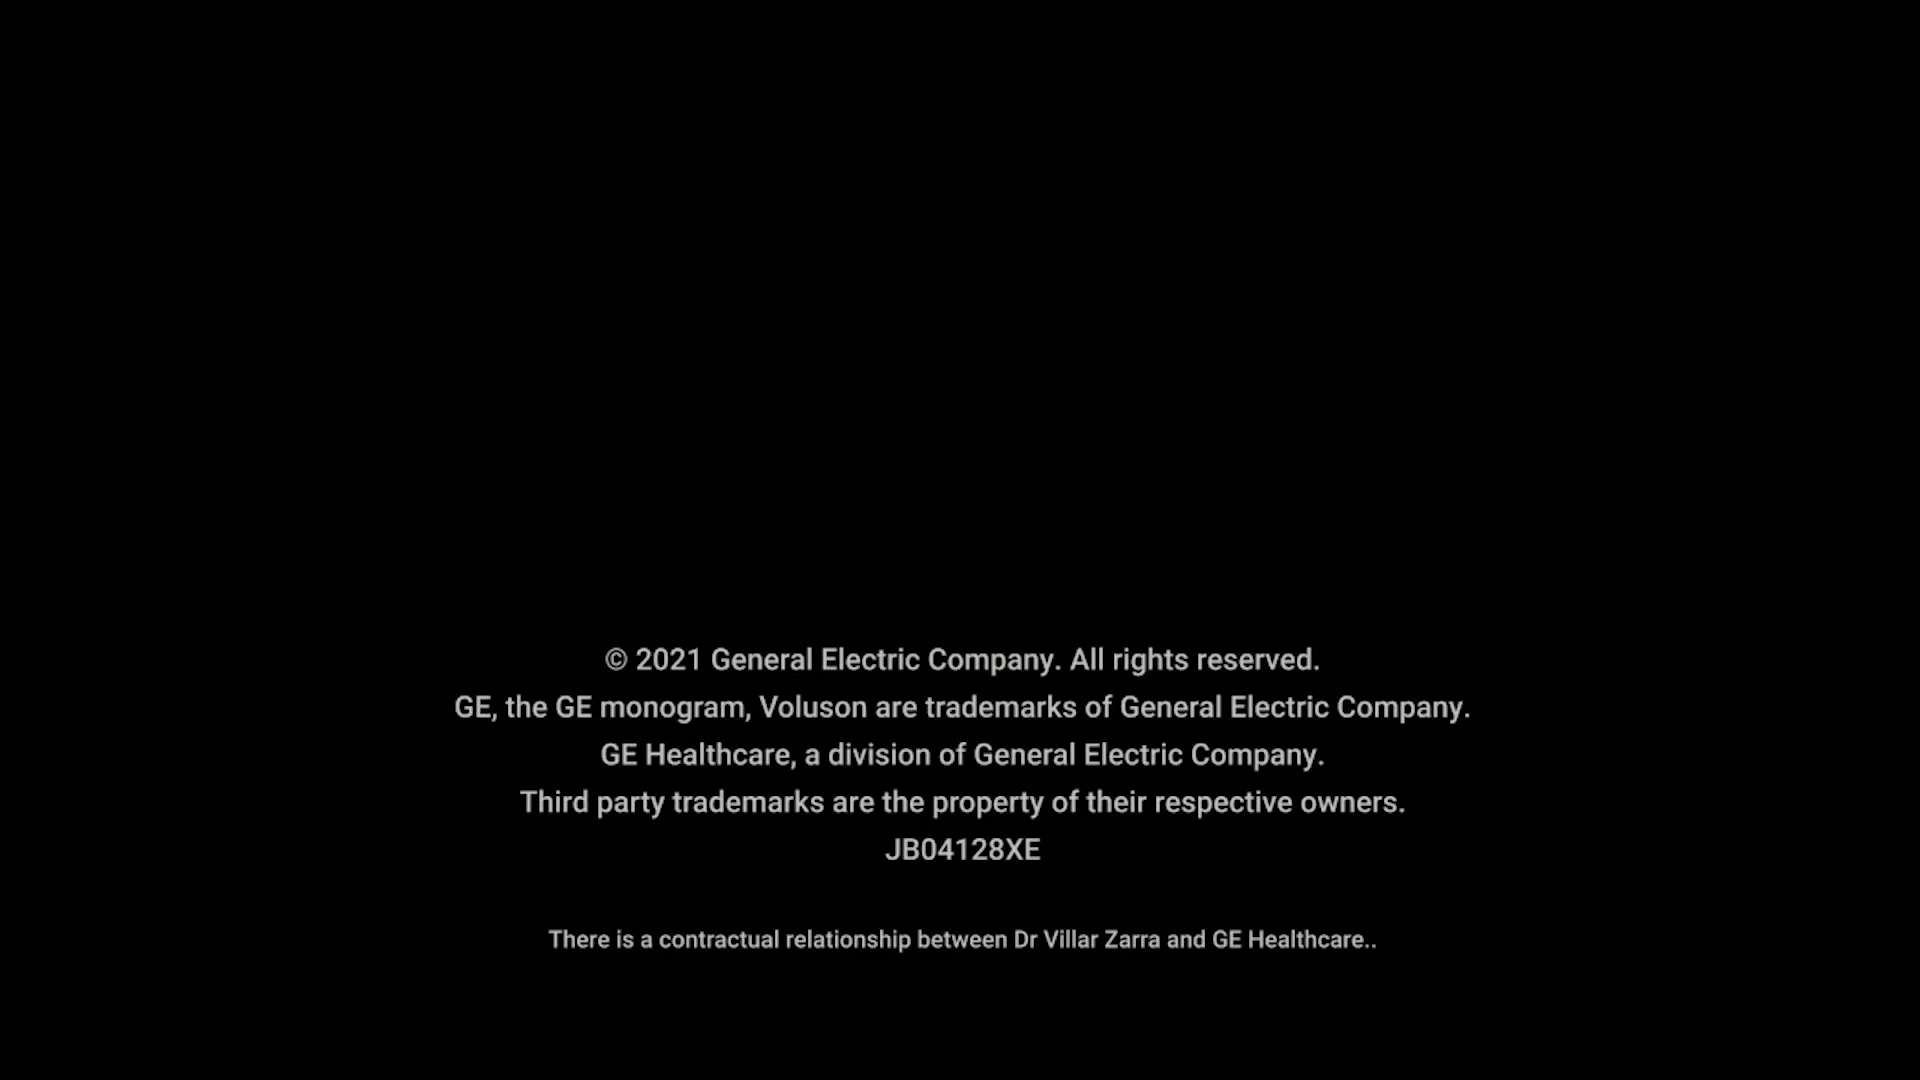 © 2021 General Electric Company. All rights reserved.
GE, the GE monogram, Voluson are trademarks of General Electric Company.
GE Healthcare, a division of General Electric Company.
Third party trademarks are the property of their respective owners.
JB04128XE
There is a contractual relationship between Dr Villar Zarra and GE Healthcare..